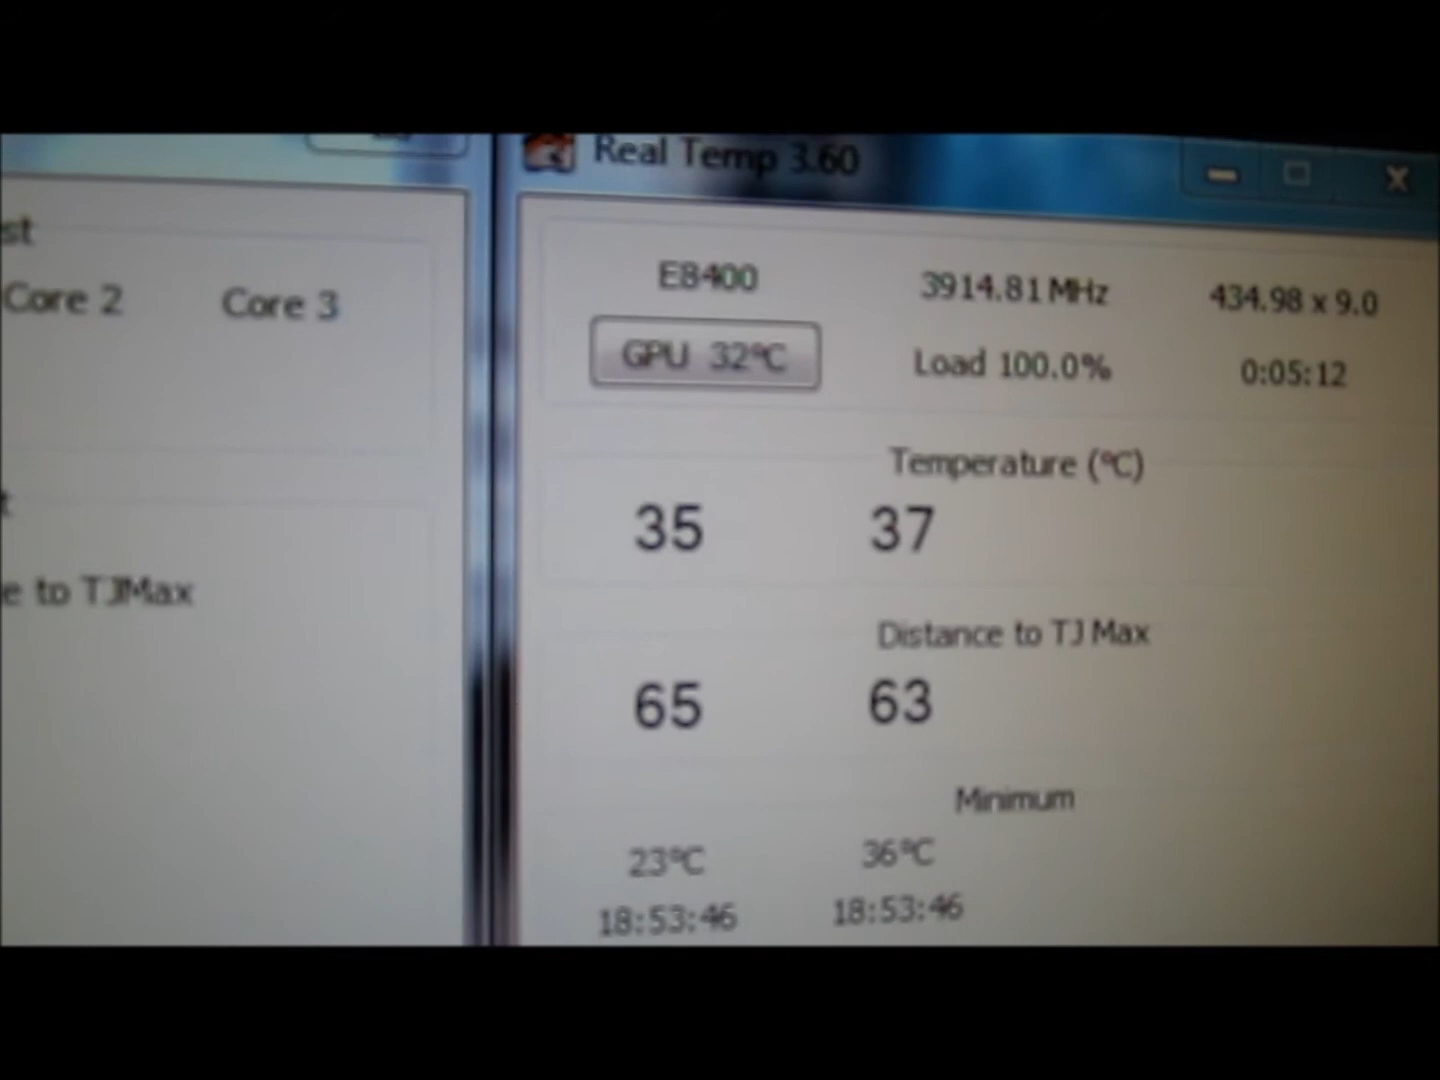 st
Core 2 Core 3
t
e to TJMax
Real Temp 3.60
E8400 3914.81 MHz 434.98 x 9.0
GPU 32°C Load 100.0% 0:05:12
Temperature (°C)
35 37
Distance to TJ Max
65 63
Minimum
23°C 36°C
18:53:46 18:53:46